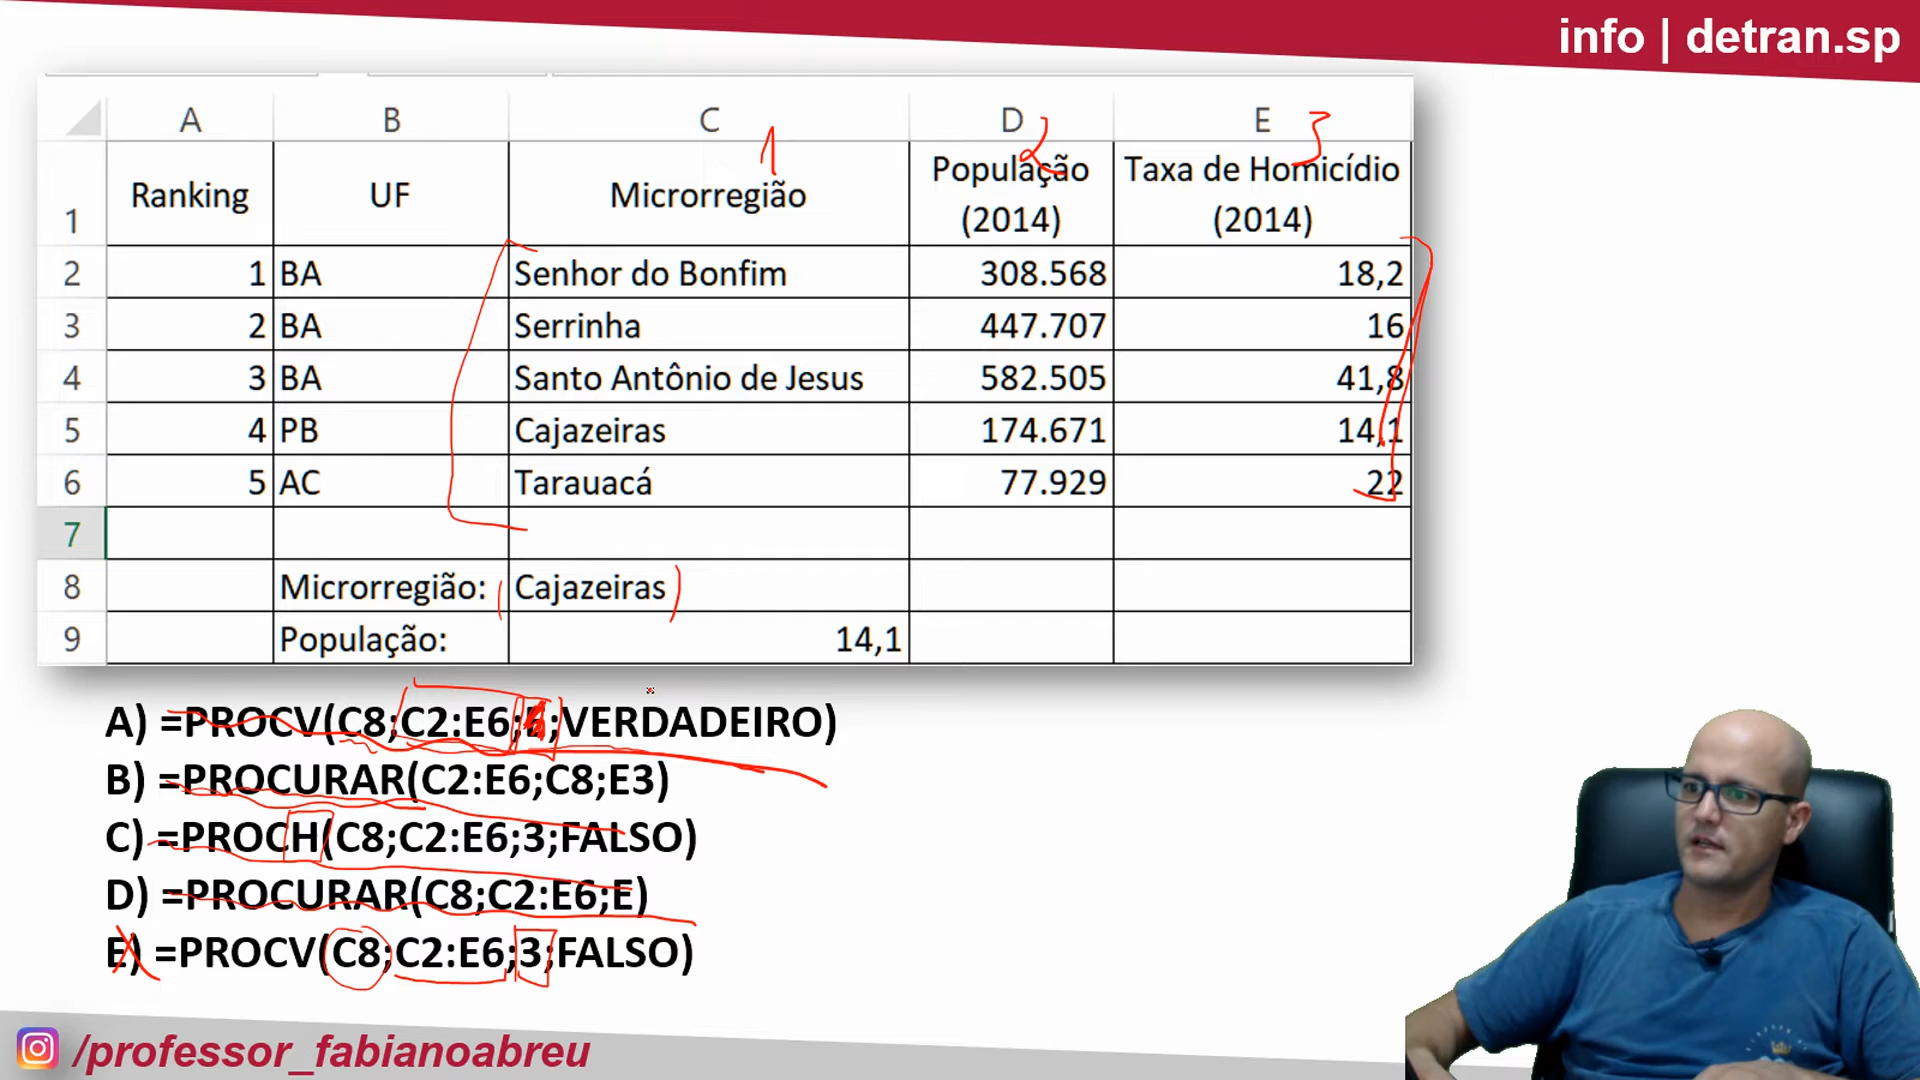 info | detran.sp
A B C D E
1 2 3
1 Ranking UF Microrregião População (2014) Taxa de Homicídio (2014)
2 1 BA Senhor do Bonfim 308.568 18,2
3 2 BA Serrinha 447.707 16
4 3 BA Santo Antônio de Jesus 582.505 41,8
5 4 PB Cajazeiras 174.671 14,1
6 5 AC Tarauacá 77.929 22
7
8 Microrregião: Cajazeiras
9 População: 14,1
A) =PROCV(C8;C2:E6; ;VERDADEIRO)
B) =PROCURAR(C2:E6;C8;E3)
C) =PROCH(C8;C2:E6;3;FALSO)
D) =PROCURAR(C8;C2:E6;E)
E) =PROCV(C8;C2:E6;3;FALSO)
/professor_fabianoabreu